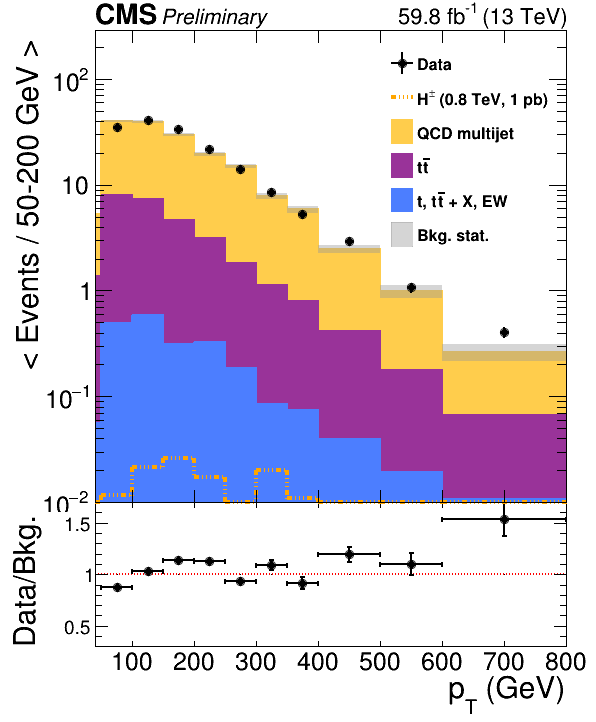 CMS Preliminary 59.8 fb⁻¹ (13 TeV)
< Events / 50-200 GeV >
10²
10
1
10⁻¹
10⁻²
Data
H± (0.8 TeV, 1 pb)
QCD multijet
tt̅
t, tt̅ + X, EW
Bkg. stat.
Data/Bkg.
1.5
1
0.5
100 200 300 400 500 600 700 800
p_T (GeV)